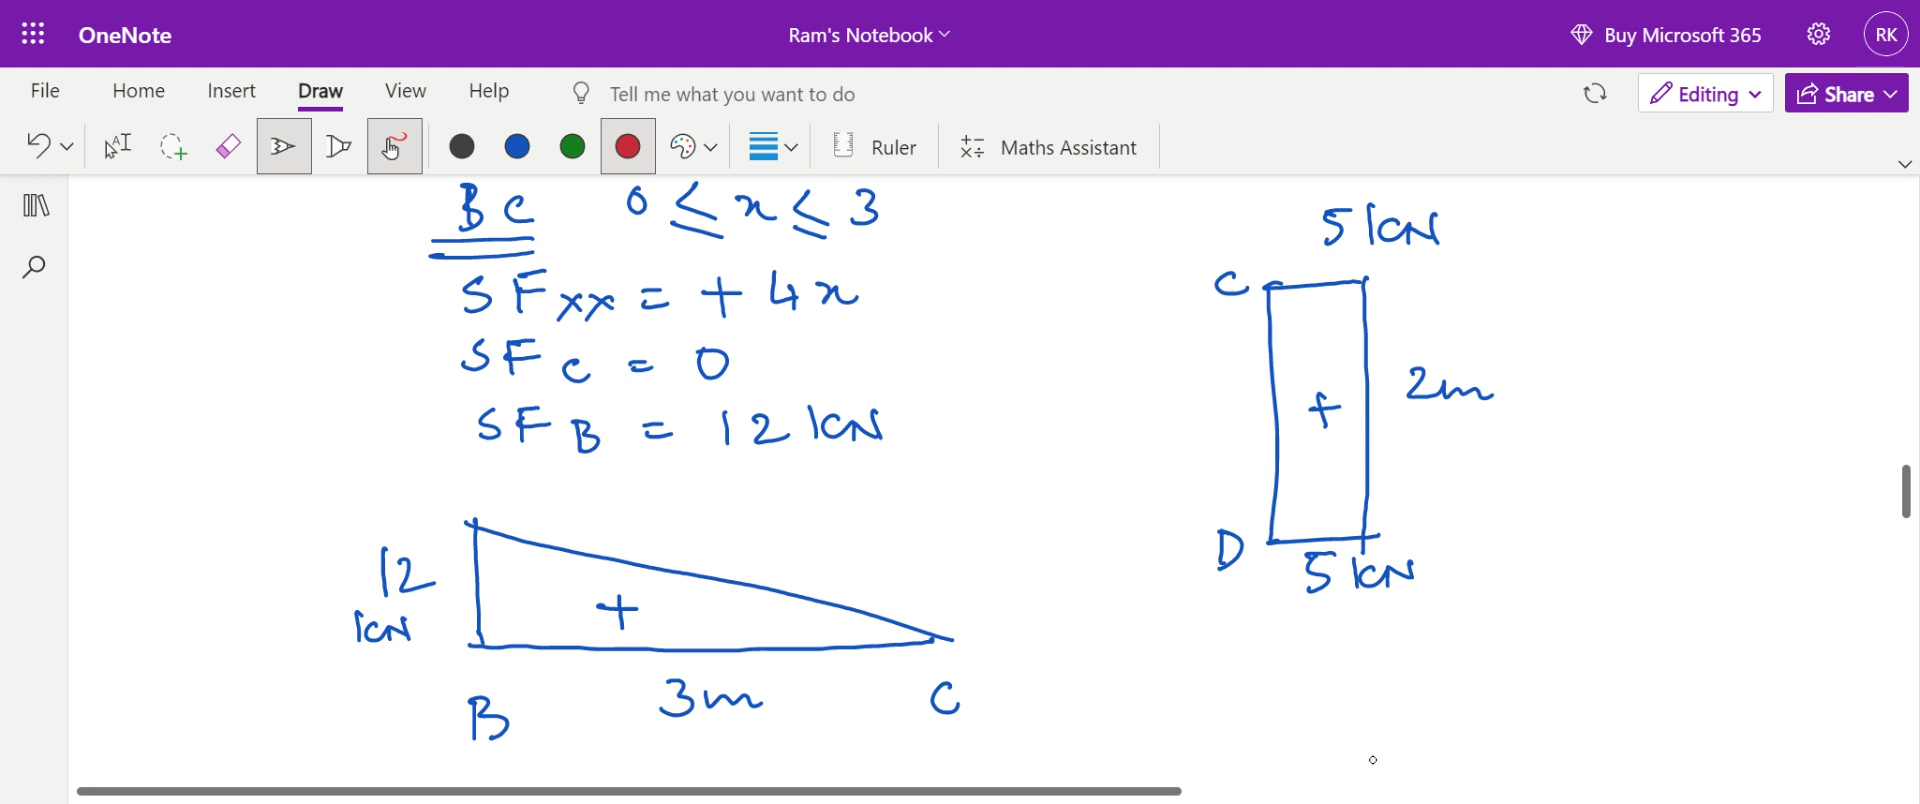 OneNote
Ram's Notebook
Buy Microsoft 365
RK
File Home Insert Draw View Help Tell me what you want to do
Editing Share
Ruler Maths Assistant
BC 0 ≤ x ≤ 3
SFxx = + 4x
SFC = 0
SFB = 12 kN
12
kN
+
B 3m C
5 kN
C
+ 2m
D
5 kN